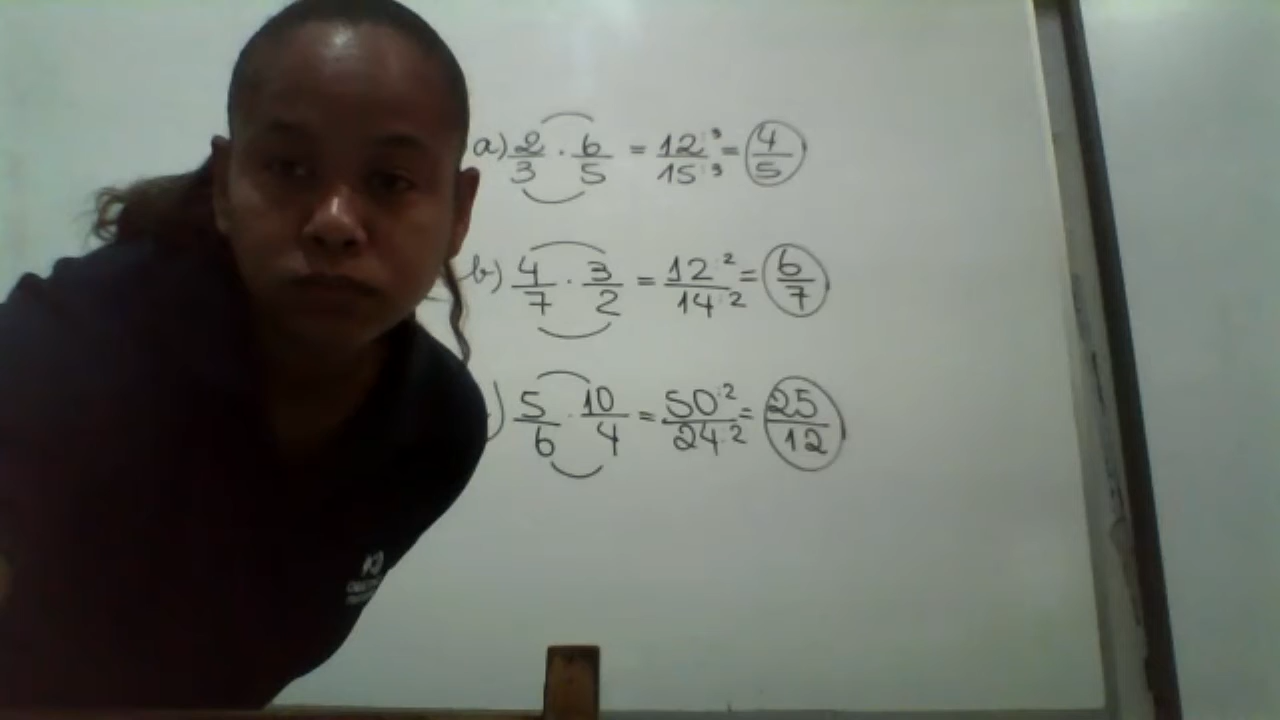 a) 2/3 · 6/5 = 12:3/15:3 = 4/5
b) 4/7 · 3/2 = 12:2/14:2 = 6/7
) 5/6 · 10/4 = 50:2/24:2 = 25/12